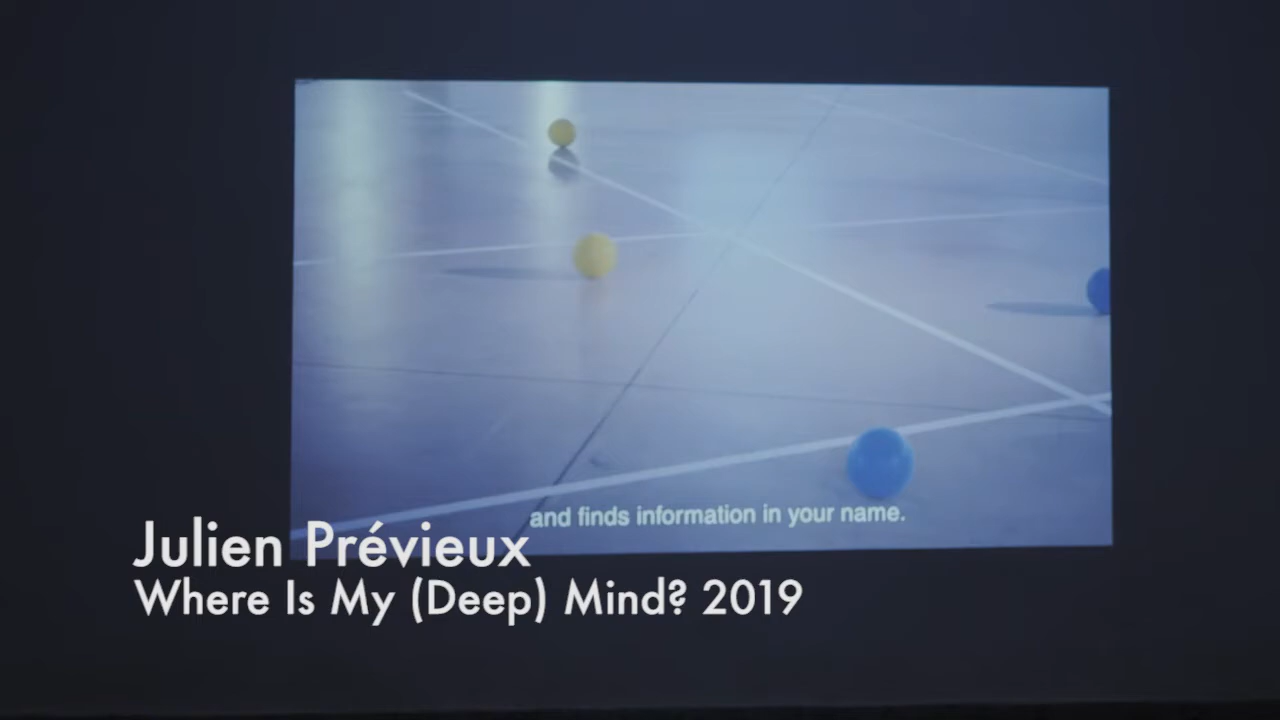 and finds information in your name.
Julien Prévieux
Where Is My (Deep) Mind? 2019